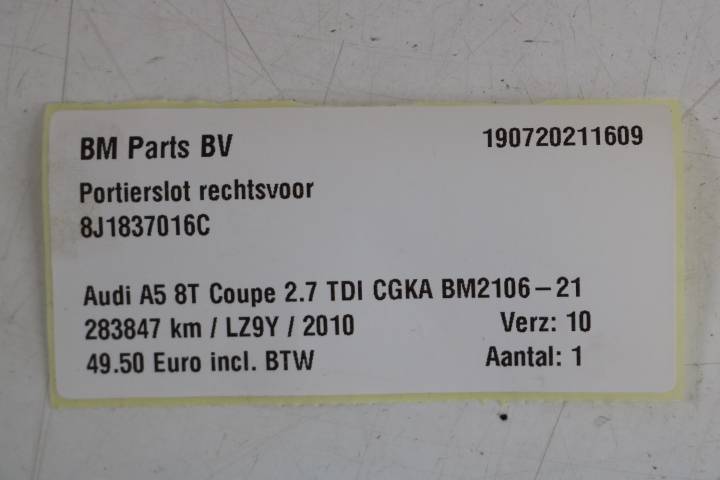 BM Parts BV 190720211609
Portierslot rechtsvoor
8J1837016C
Audi A5 8T Coupe 2.7 TDI CGKA BM2106-21
283847 km / LZ9Y / 2010 Verz: 10
49.50 Euro incl. BTW Aantal: 1